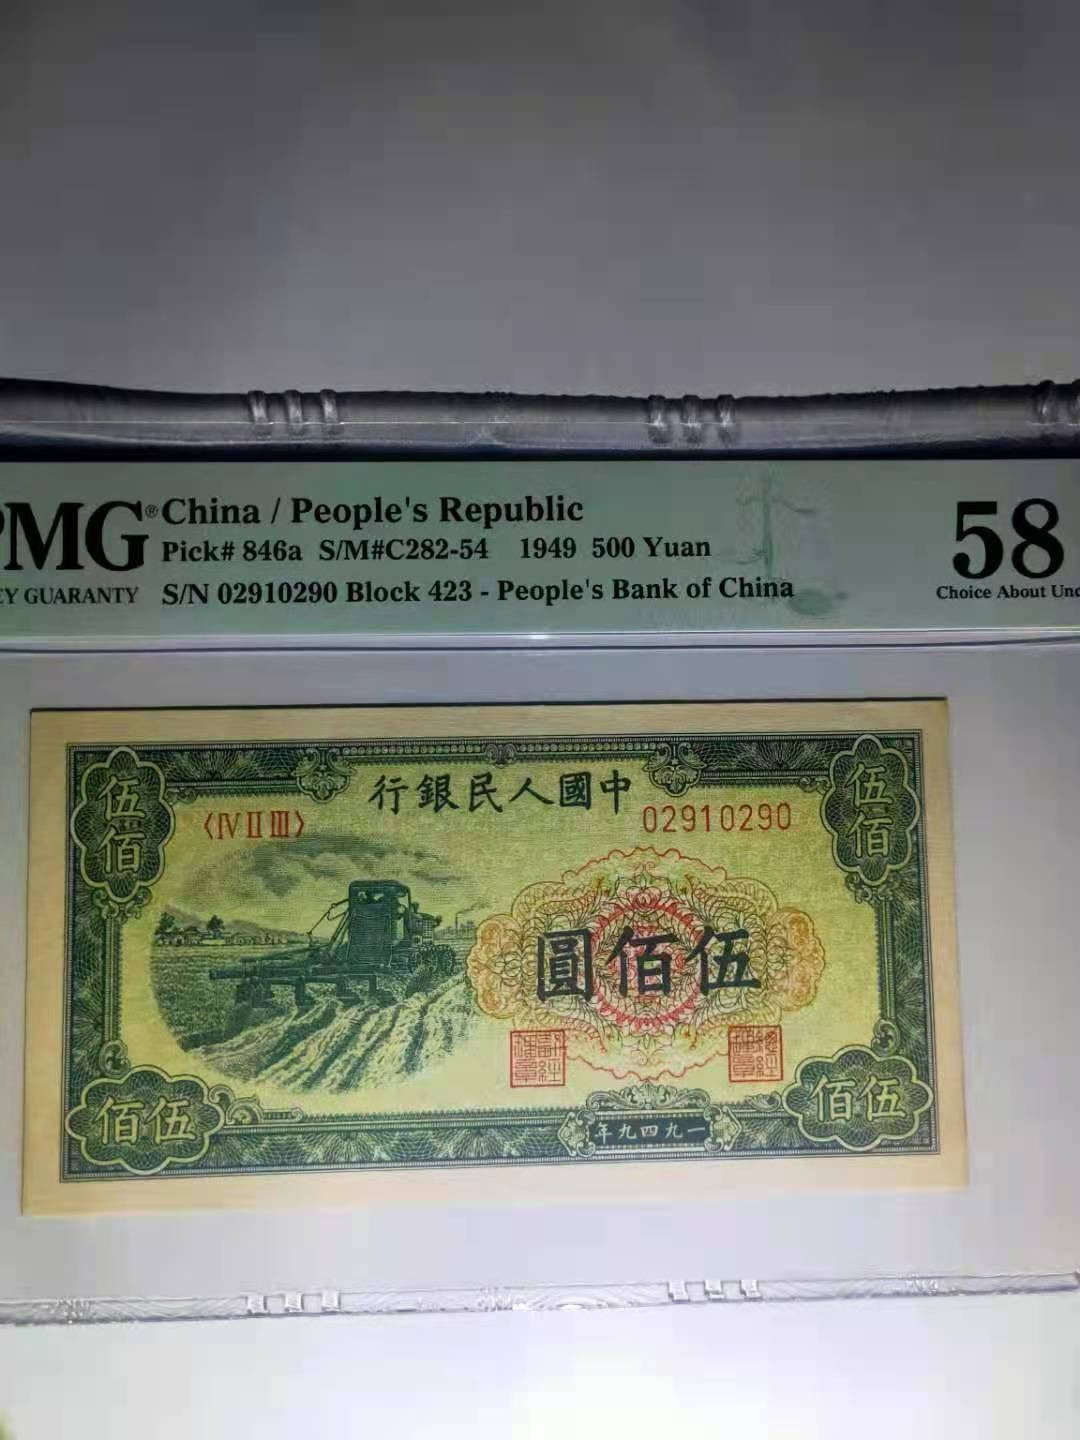 PMG® China / People's Republic 58
Pick# 846a S/M#C282-54 1949 500 Yuan
EY GUARANTY S/N 02910290 Block 423 - People's Bank of China Choice About Unc
行銀民人國中
伍佰
伍佰
〈IV II III〉
02910290
圓佰伍
佰伍
年九四九一
佰伍